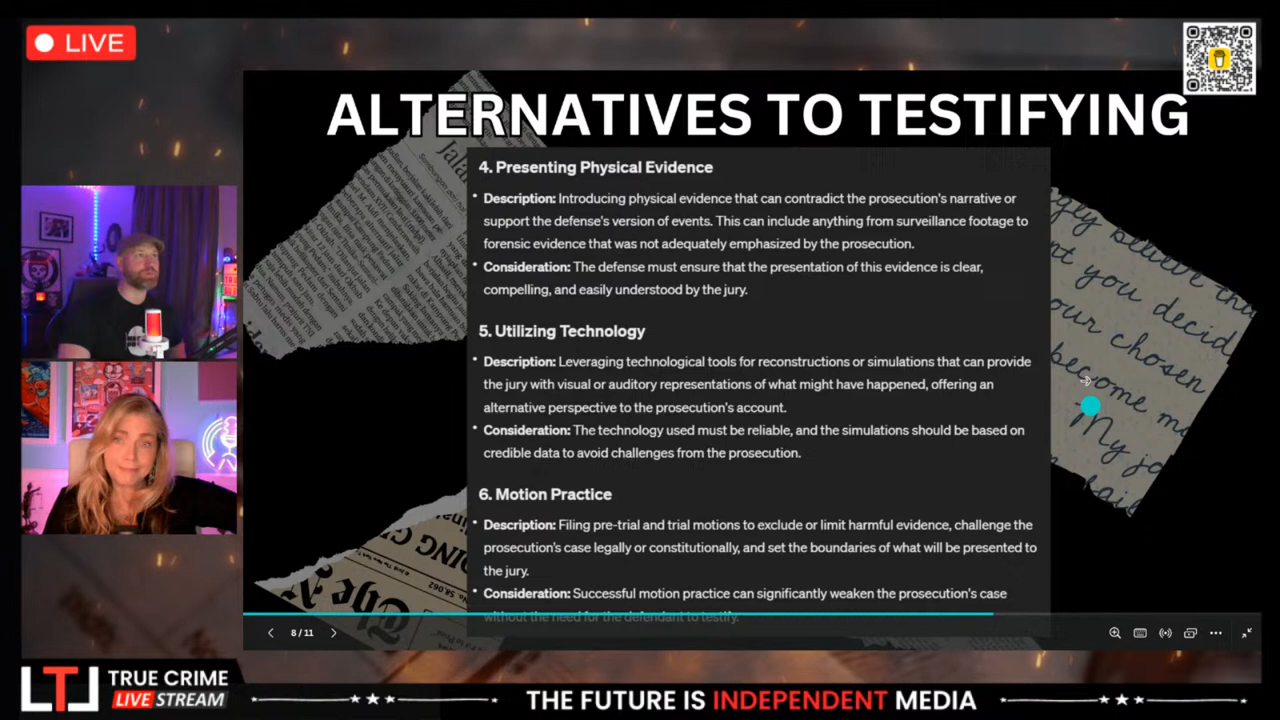 LIVE
ALTERNATIVES TO TESTIFYING
4. Presenting Physical Evidence
• Description: Introducing physical evidence that can contradict the prosecution's narrative or
support the defense's version of events. This can include anything from surveillance footage to
forensic evidence that was not adequately emphasized by the prosecution.
• Consideration: The defense must ensure that the presentation of this evidence is clear,
compelling, and easily understood by the jury.
5. Utilizing Technology
• Description: Leveraging technological tools for reconstructions or simulations that can provide
the jury with visual or auditory representations of what might have happened, offering an
alternative perspective to the prosecution's account.
• Consideration: The technology used must be reliable, and the simulations should be based on
credible data to avoid challenges from the prosecution.
6. Motion Practice
• Description: Filing pre-trial and trial motions to exclude or limit harmful evidence, challenge the
prosecution's case legally or constitutionally, and set the boundaries of what will be presented to
the jury.
• Consideration: Successful motion practice can significantly weaken the prosecution's case
without the need for the defendant to testify.
you decid
our chosen
become
My
8 / 11
LTL
TRUE CRIME
LIVE STREAM
THE FUTURE IS INDEPENDENT MEDIA